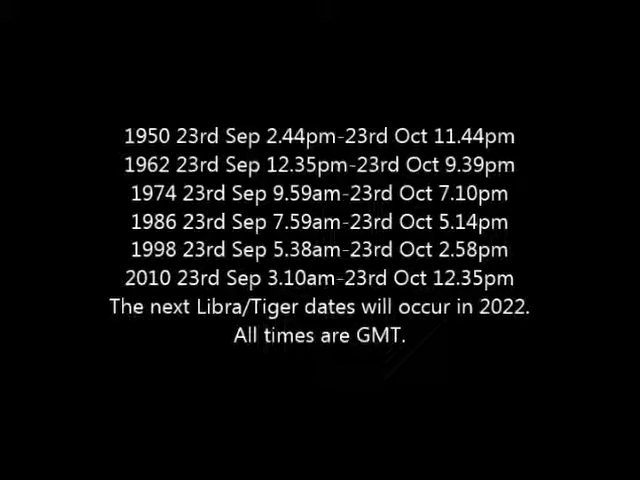 1950 23rd Sep 2.44pm-23rd Oct 11.44pm
1962 23rd Sep 12.35pm-23rd Oct 9.39pm
1974 23rd Sep 9.59am-23rd Oct 7.10pm
1986 23rd Sep 7.59am-23rd Oct 5.14pm
1998 23rd Sep 5.38am-23rd Oct 2.58pm
2010 23rd Sep 3.10am-23rd Oct 12.35pm
The next Libra/Tiger dates will occur in 2022.
All times are GMT.